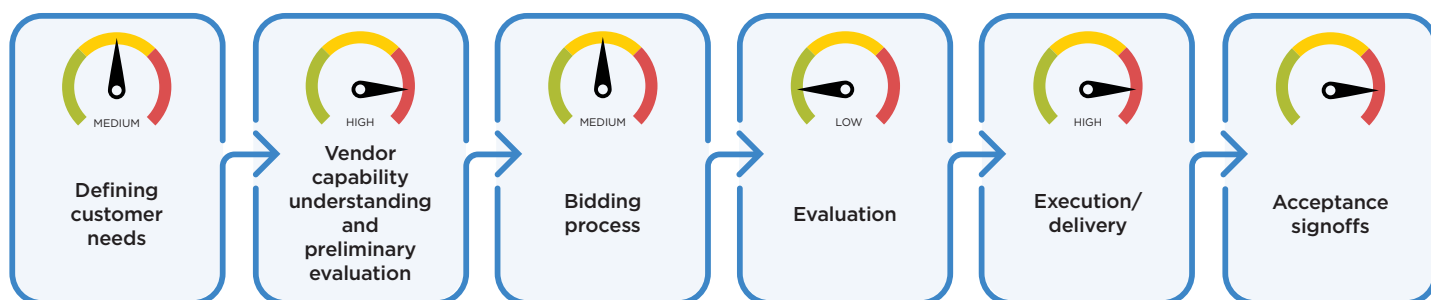 MEDIUM
Defining
customer
needs
HIGH
Vendor
capability
understanding
and
preliminary
evaluation
MEDIUM
Bidding
process
LOW
Evaluation
HIGH
Execution/
delivery
Acceptance
signoffs